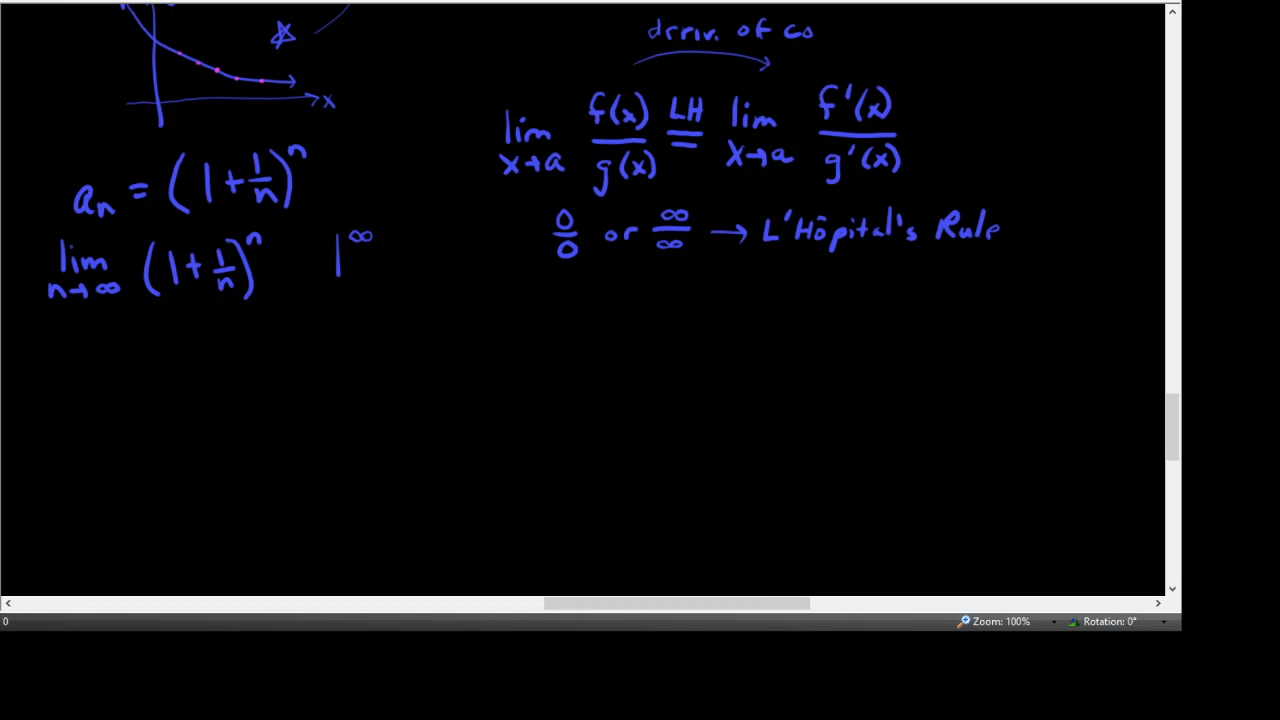 x
☆
aₙ = (1 + 1/n)ⁿ
lim n→∞ (1 + 1/n)ⁿ 1^∞
deriv. of co
lim x→a f(x)/g(x) LH= lim x→a f'(x)/g'(x)
0/0 or ∞/∞ → L'Hôpital's Rule
0
Zoom: 100% Rotation: 0°